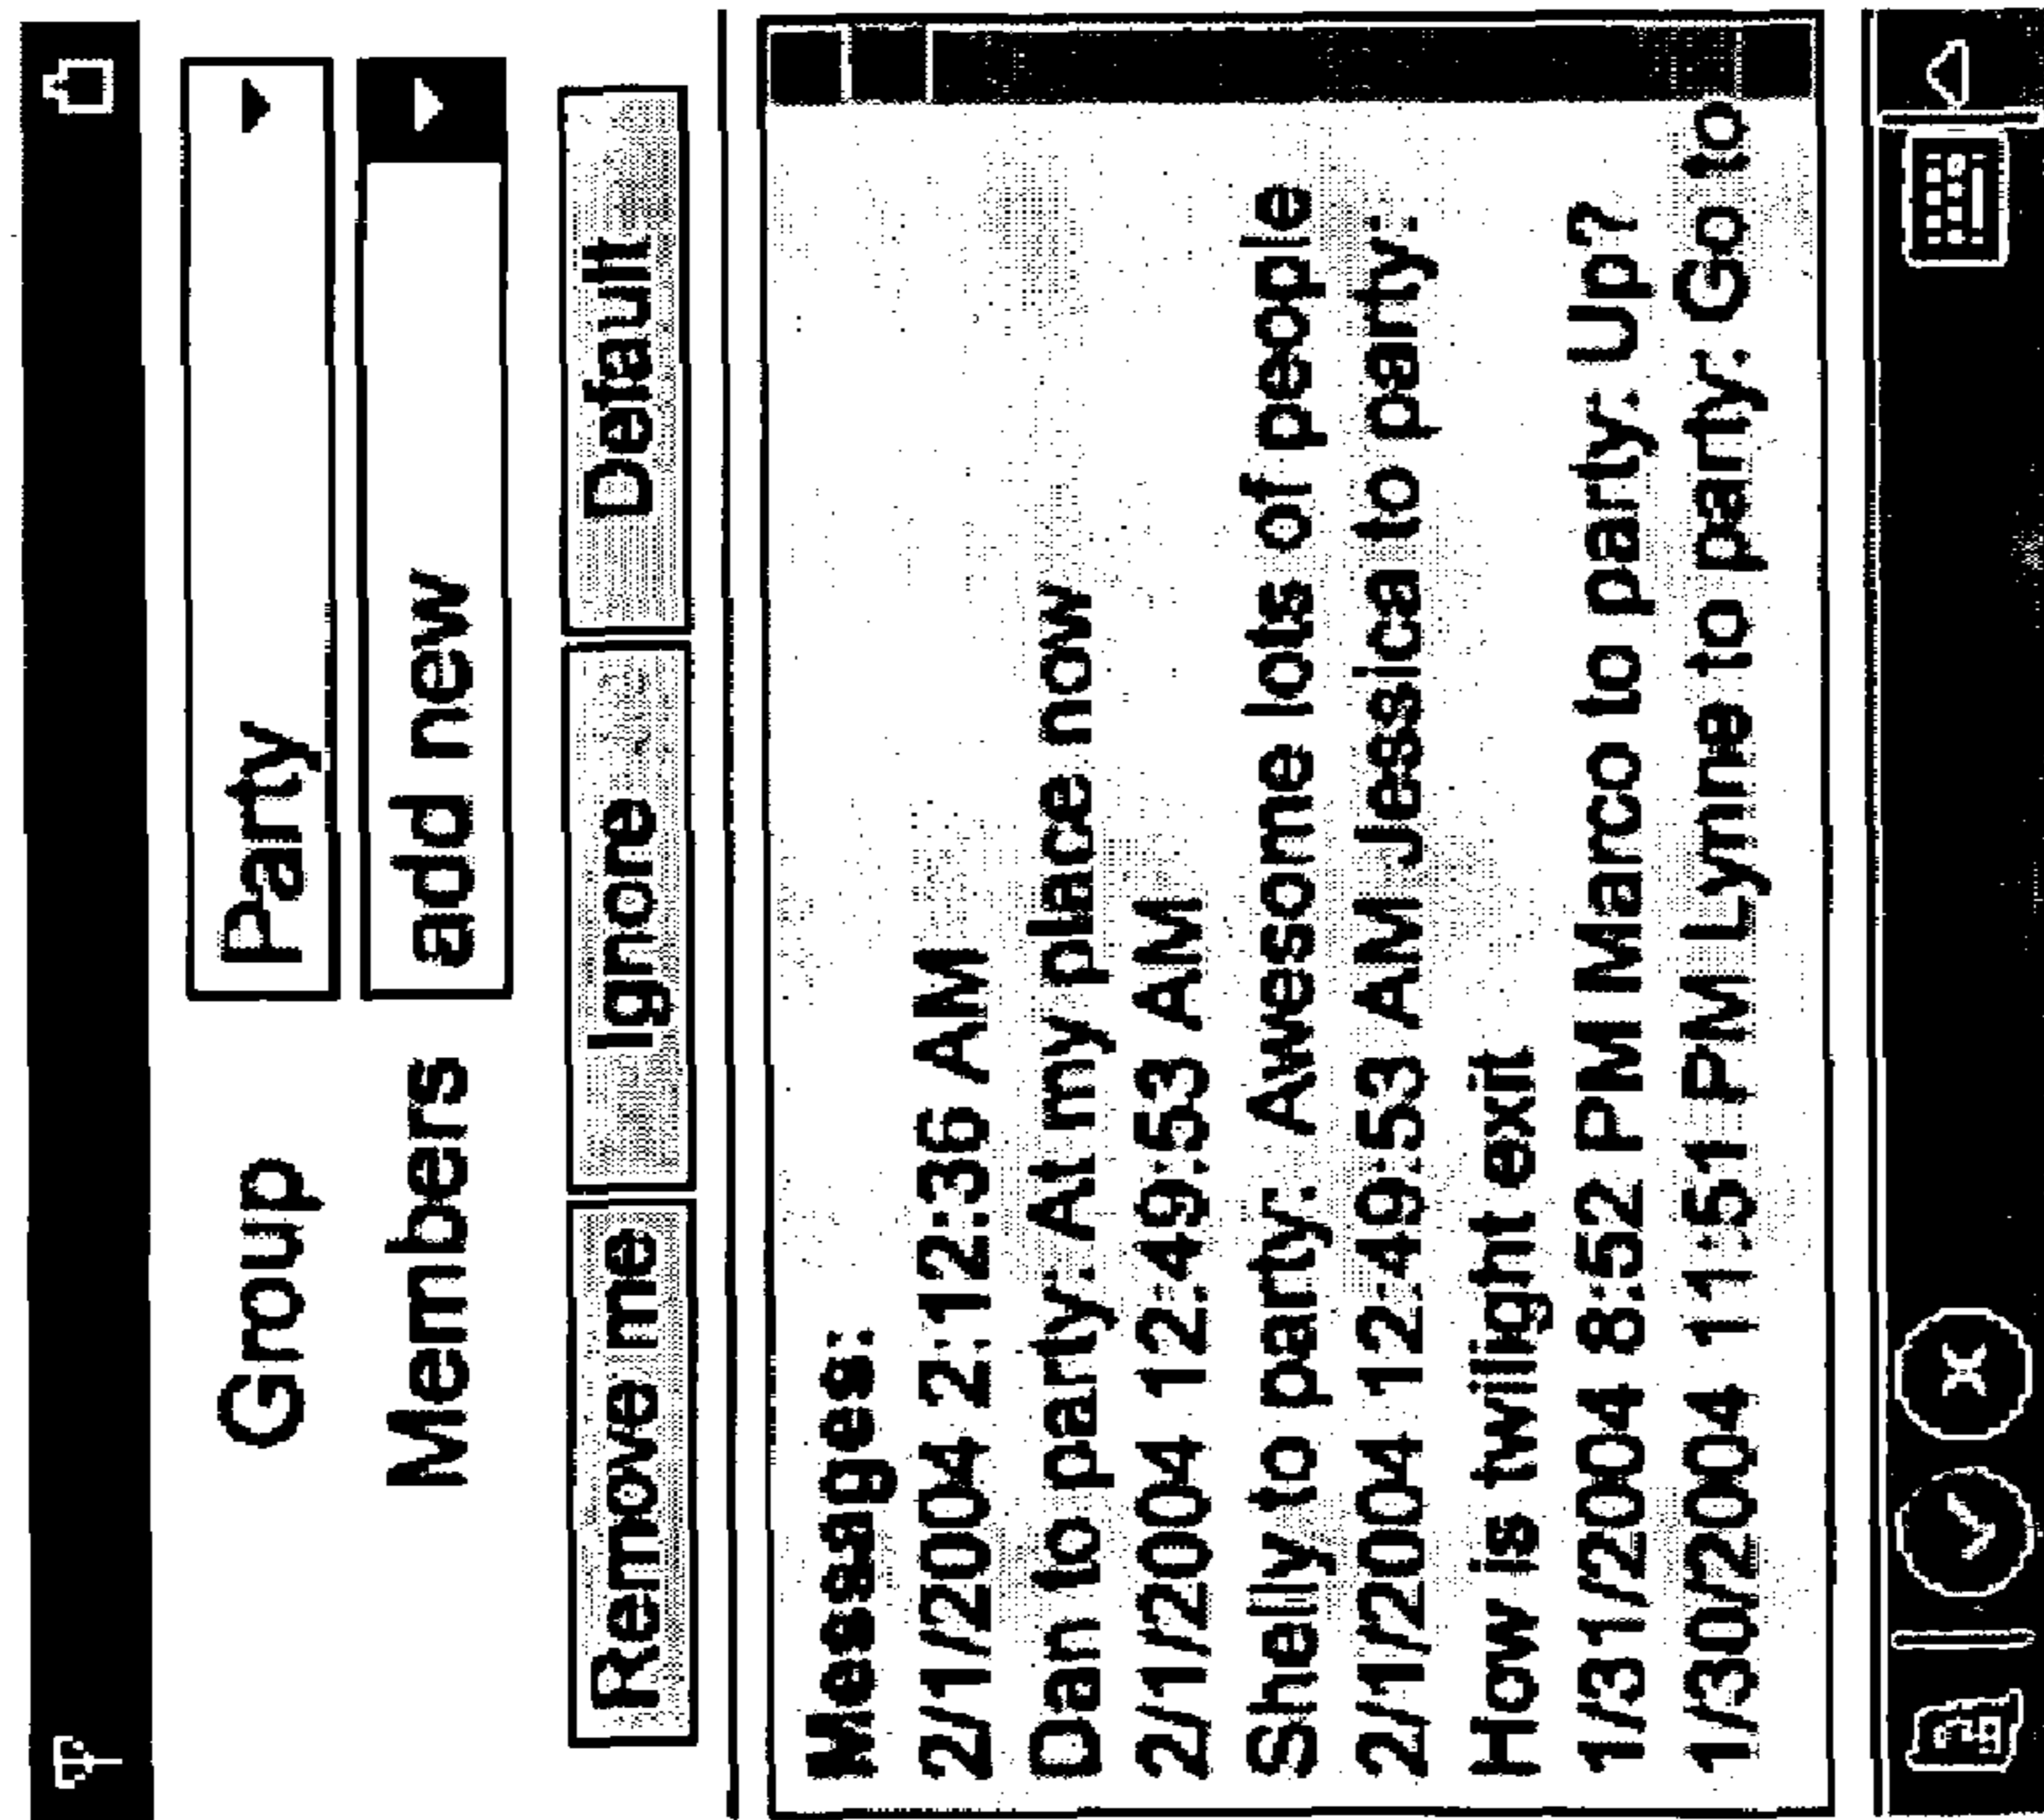 Group Party
Members add new
Remove me Ignore Default
Messages:
2/1/2004 2:12:36 AM
Dan to party: At my place now
2/1/2004 12:49:53 AM
Shelly to party: Awesome lots of people
2/1/2004 12:49:53 AM Jessica to party:
How is twilight exit
1/31/2004 8:52 PM Marco to party: Up?
1/30/2004 11:51 PM Lynne to party: Go to